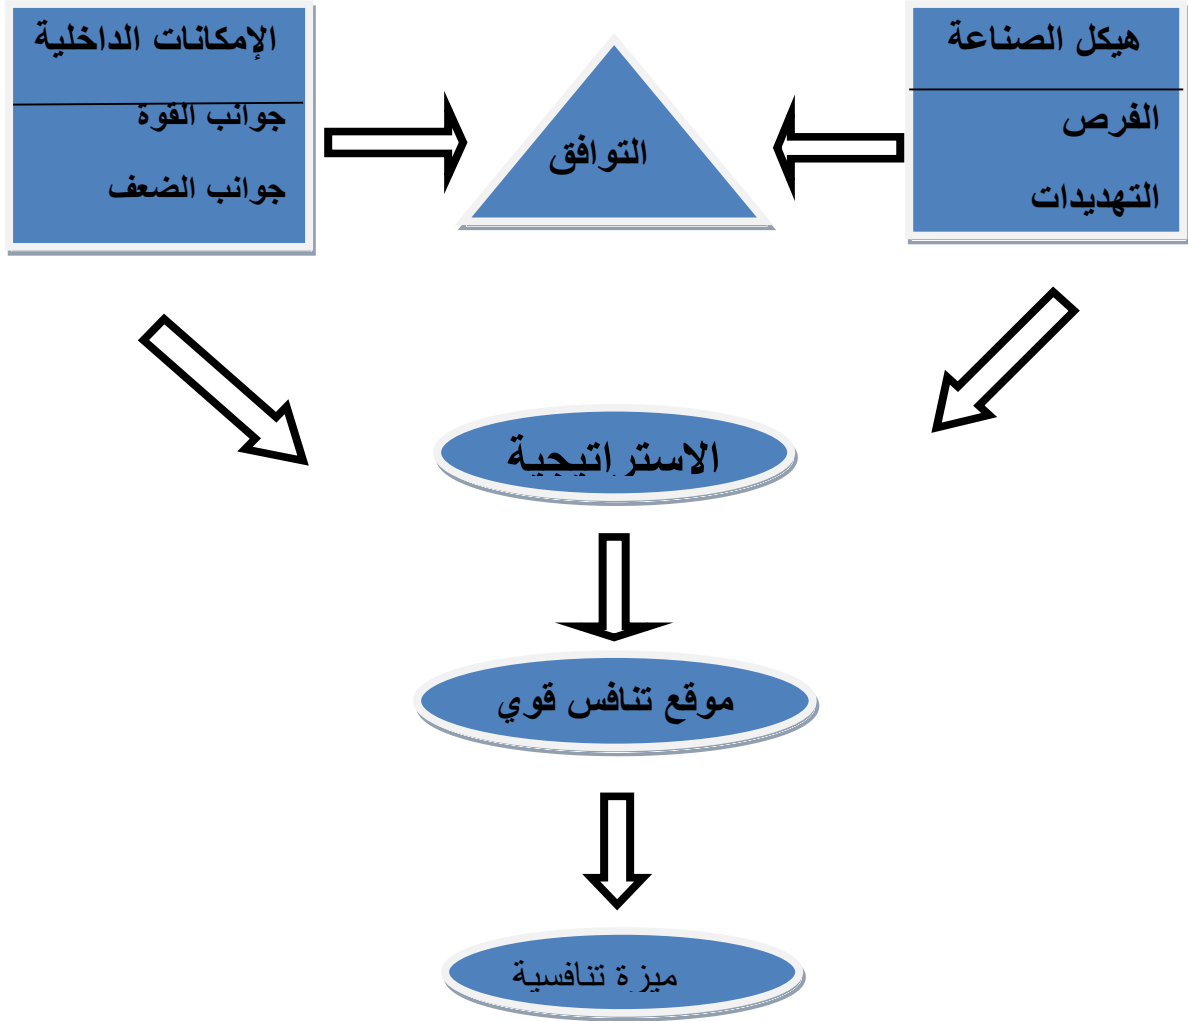 هيكل الصناعة
الفرص
التهديدات
التوافق
الإمكانات الداخلية
جوانب القوة
جوانب الضعف
الاستراتيجية
موقع تنافس قوي
ميزة تنافسية